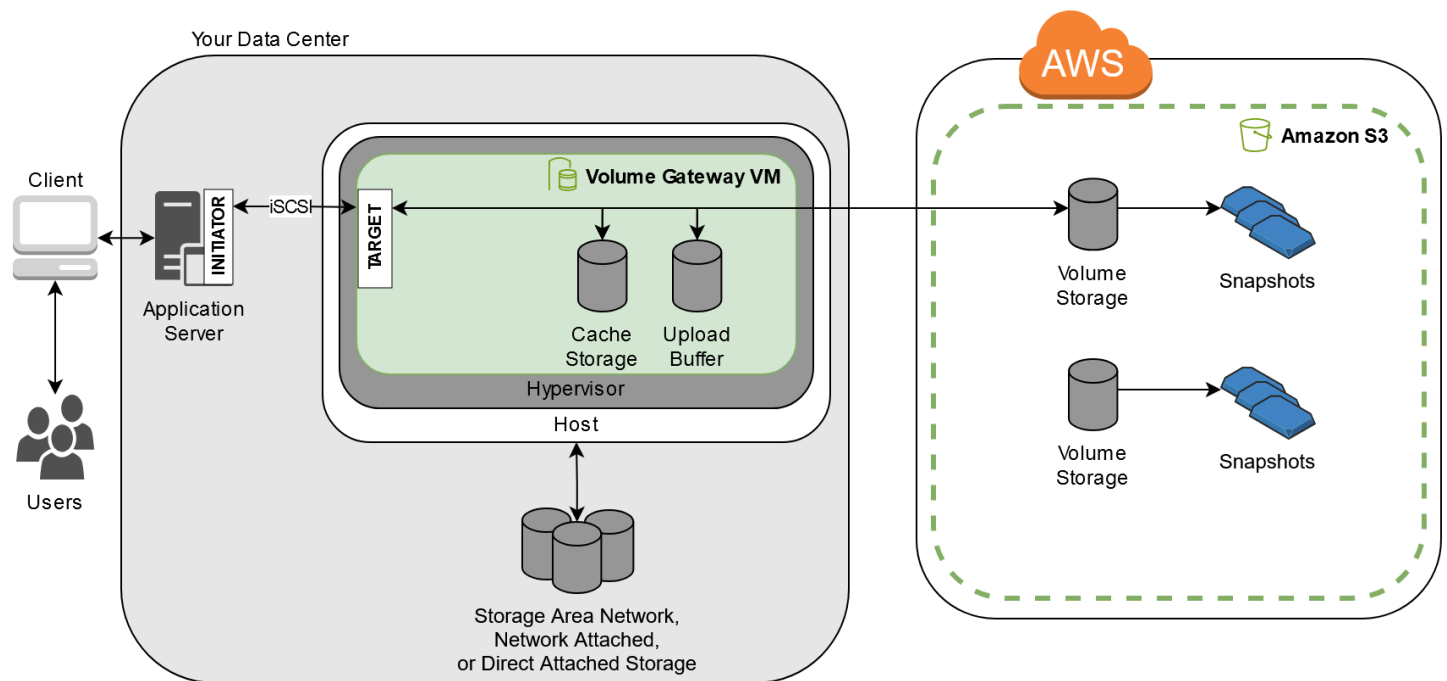 Your Data Center
AWS
Amazon S3
Volume Gateway VM
Client
INITIATOR
iSCSI
TARGET
Application
Server
Cache
Storage
Upload
Buffer
Hypervisor
Host
Users
Storage Area Network,
Network Attached,
or Direct Attached Storage
Volume
Storage
Snapshots
Volume
Storage
Snapshots